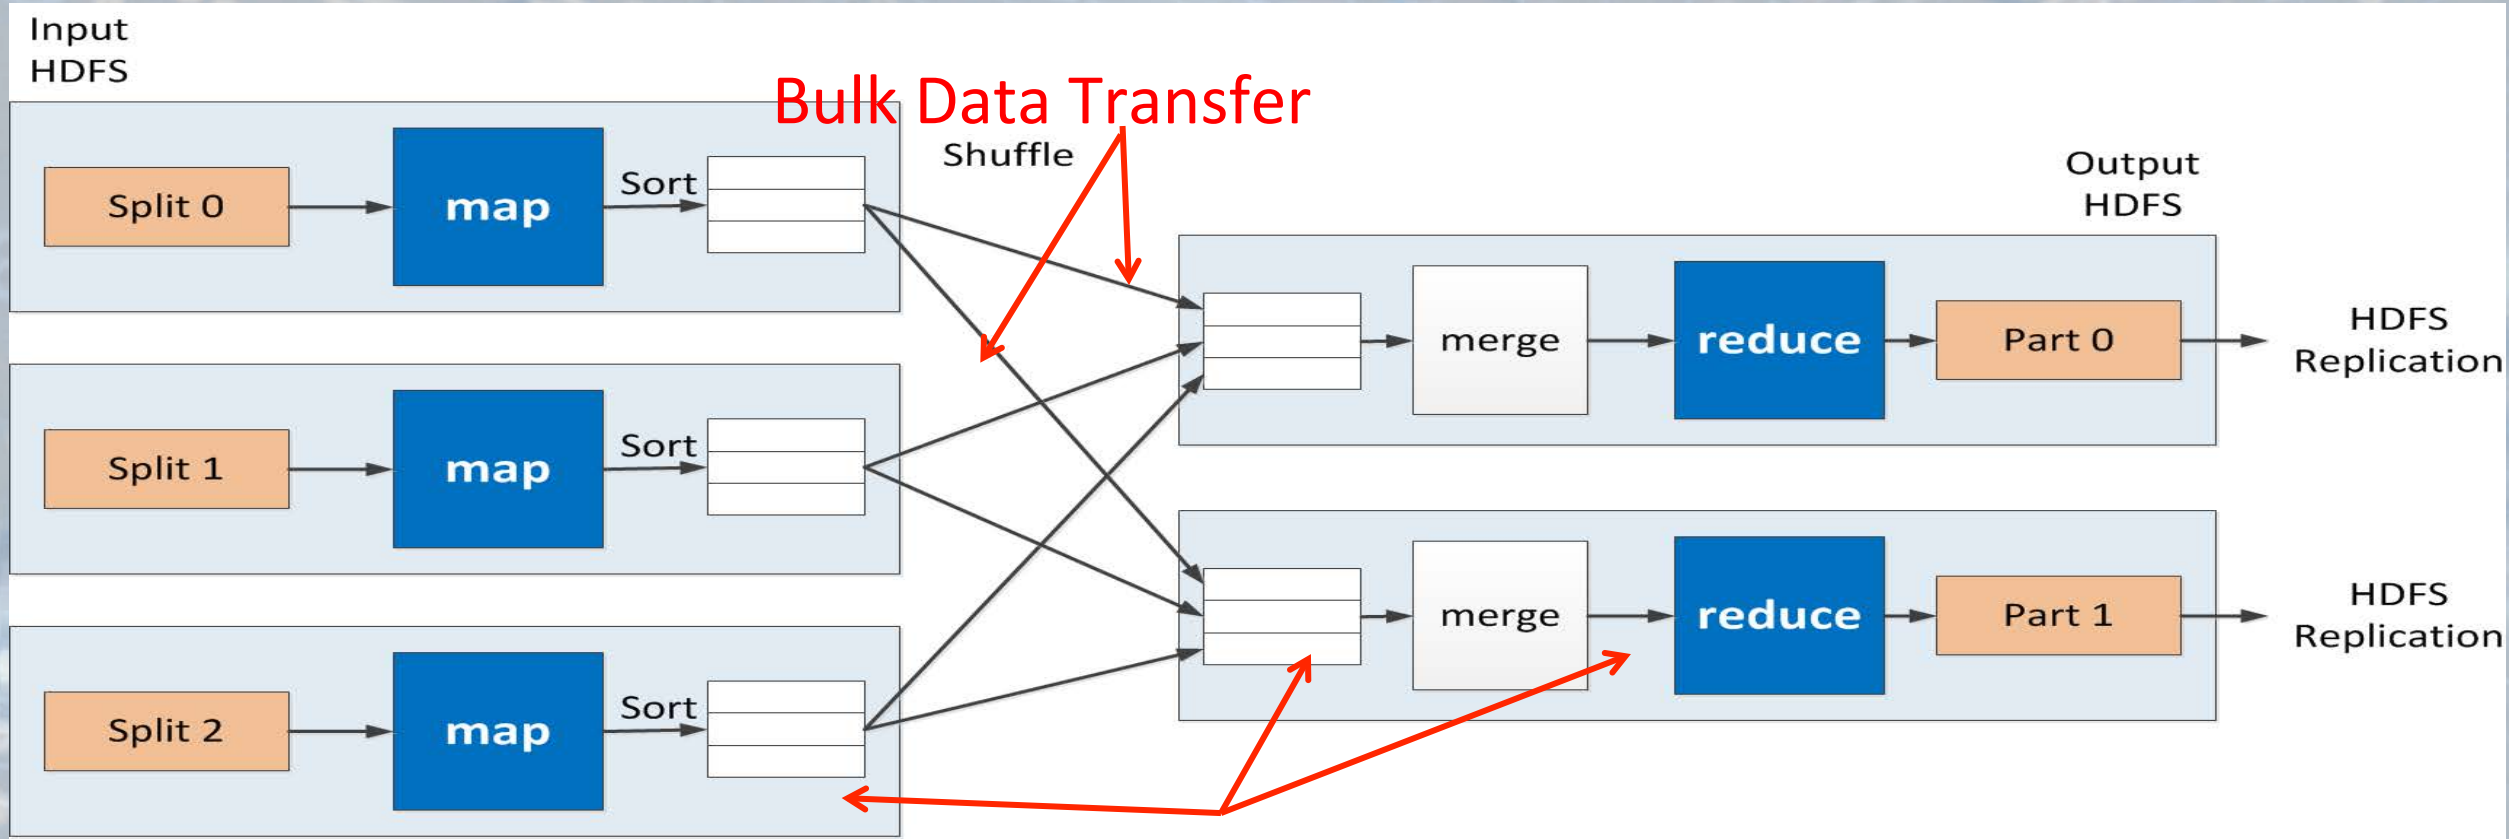 Input
HDFS
Bulk Data Transfer
Shuffle
Split 0
map
Sort
Output
HDFS
merge
reduce
Part 0
HDFS
Replication
Split 1
map
Sort
merge
reduce
Part 1
HDFS
Replication
Split 2
map
Sort